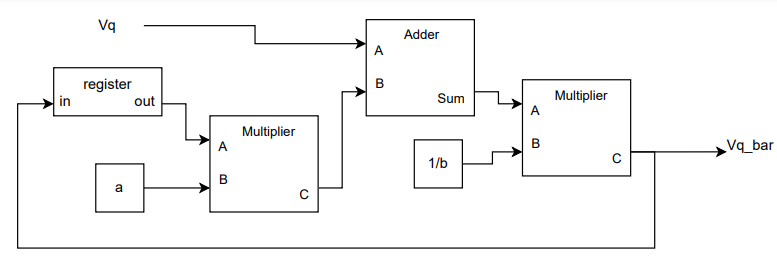 Vq
Adder
A
B
Sum
register
in
out
Multiplier
A
B
C
a
Multiplier
A
B
C
1/b
Vq_bar